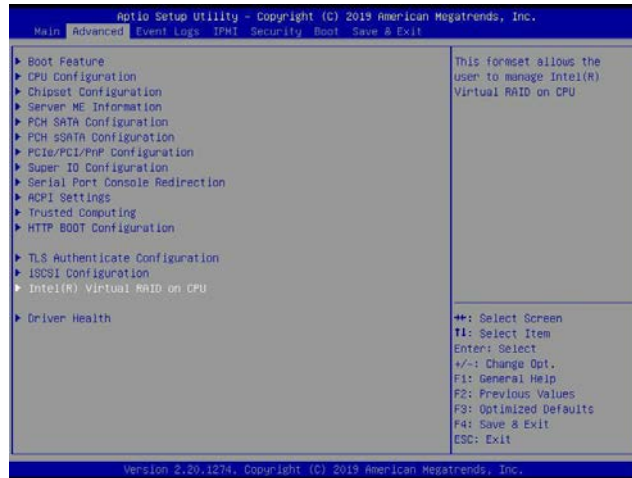 Aptio Setup Utility - Copyright (C) 2019 American Megatrends, Inc.
Main Advanced Event Logs IPMI Security Boot Save & Exit
▶ Boot Feature
▶ CPU Configuration
▶ Chipset Configuration
▶ Server ME Information
▶ PCH SATA Configuration
▶ PCH sSATA Configuration
▶ PCIe/PCI/PnP Configuration
▶ Super IO Configuration
▶ Serial Port Console Redirection
▶ ACPI Settings
▶ Trusted Computing
▶ HTTP BOOT Configuration
▶ TLS Authenticate Configuration
▶ iSCSI Configuration
▶ Intel(R) Virtual RAID on CPU
▶ Driver Health
This formset allows the
user to manage Intel(R)
Virtual RAID on CPU
→←: Select Screen
↑↓: Select Item
Enter: Select
+/-: Change Opt.
F1: General Help
F2: Previous Values
F3: Optimized Defaults
F4: Save & Exit
ESC: Exit
Version 2.20.1274. Copyright (C) 2019 American Megatrends, Inc.